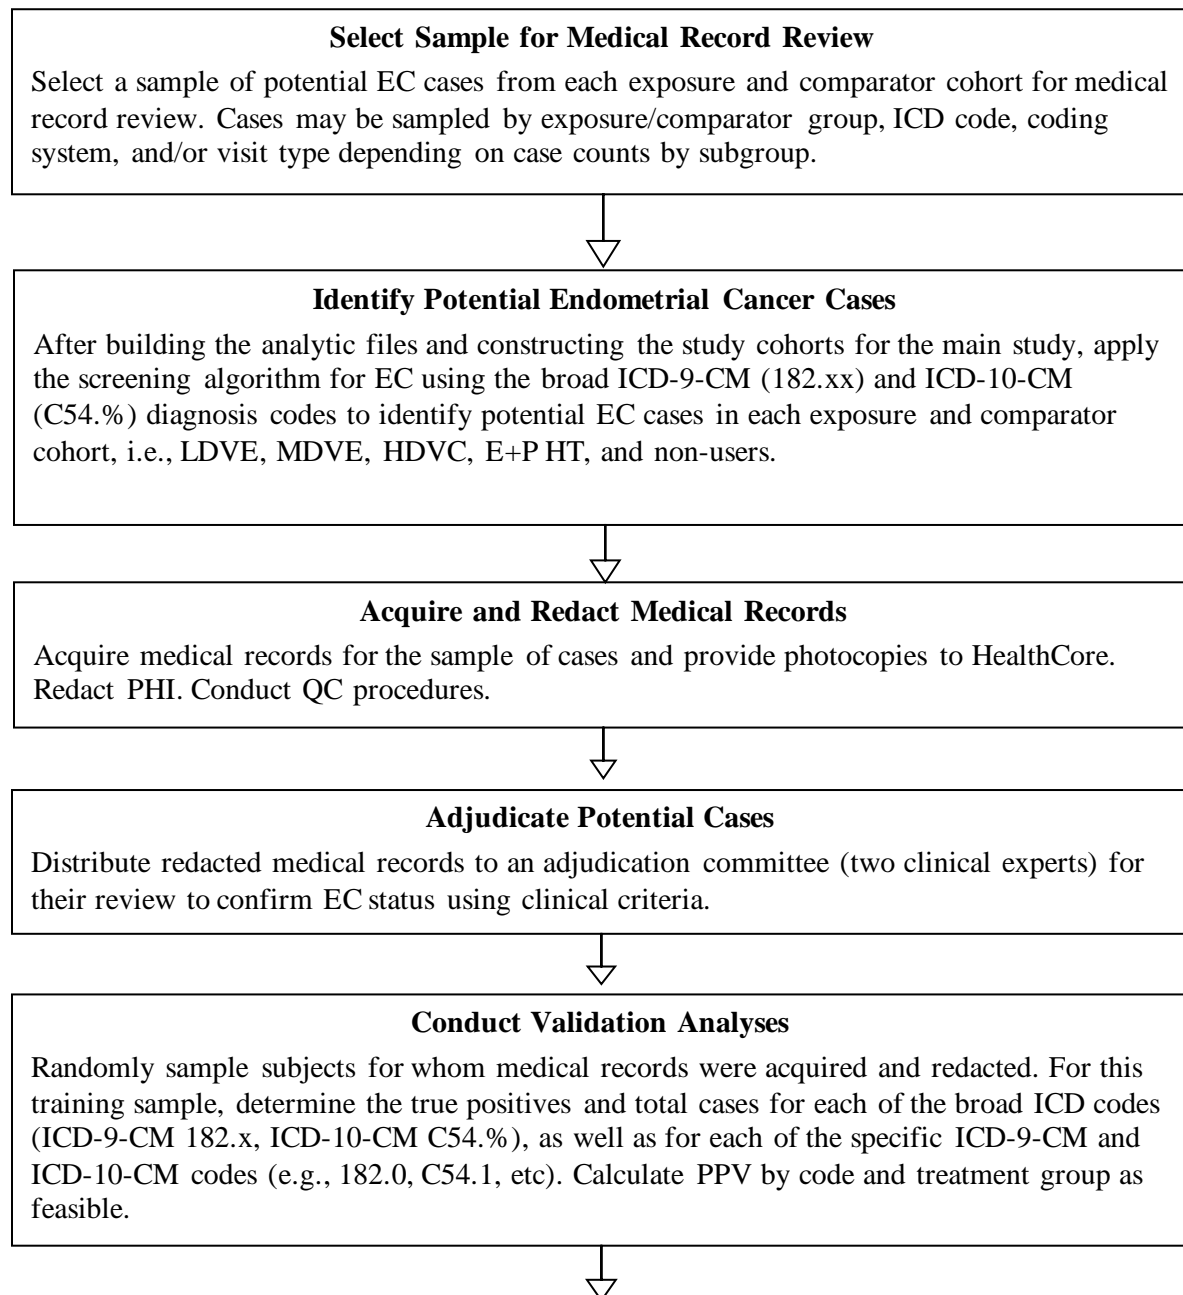 Select Sample for Medical Record Review
Select a sample of potential EC cases from each exposure and comparator cohort for medical
record review. Cases may be sampled by exposure/comparator group, ICD code, coding
system, and/or visit type depending on case counts by subgroup.
Identify Potential Endometrial Cancer Cases
After building the analytic files and constructing the study cohorts for the main study, apply
the screening algorithm for EC using the broad ICD-9-CM (182.xx) and ICD-10-CM
(C54.%) diagnosis codes to identify potential EC cases in each exposure and comparator
cohort, i.e., LDVE, MDVE, HDVC, E+P HT, and non-users.
Acquire and Redact Medical Records
Acquire medical records for the sample of cases and provide photocopies to HealthCore.
Redact PHI. Conduct QC procedures.
Adjudicate Potential Cases
Distribute redacted medical records to an adjudication committee (two clinical experts) for
their review to confirm EC status using clinical criteria.
Conduct Validation Analyses
Randomly sample subjects for whom medical records were acquired and redacted. For this
training sample, determine the true positives and total cases for each of the broad ICD codes
(ICD-9-CM 182.x, ICD-10-CM C54.%), as well as for each of the specific ICD-9-CM and
ICD-10-CM codes (e.g., 182.0, C54.1, etc). Calculate PPV by code and treatment group as
feasible.